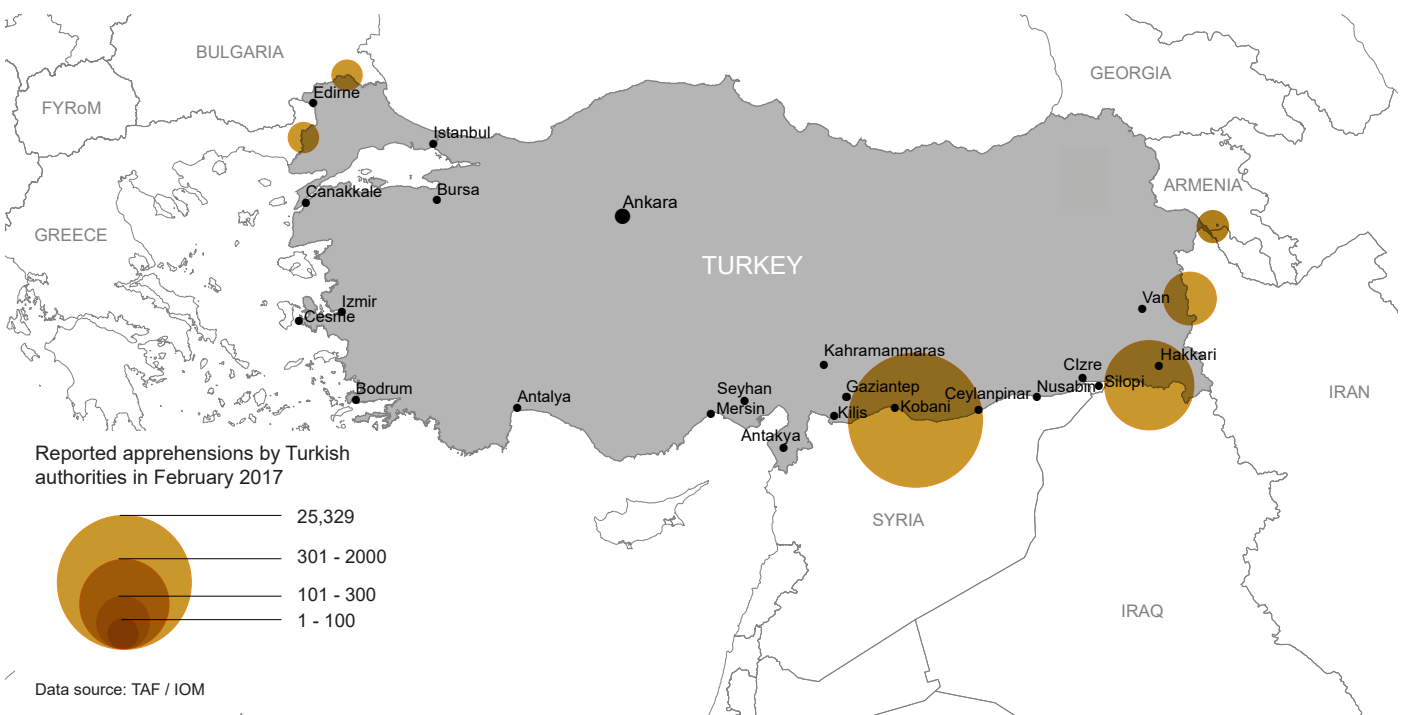 BULGARIA
GEORGIA
FYRoM
Edirne
Istanbul
ARMENIA
Canakkale
Bursa
Ankara
GREECE
TURKEY
Izmir
Cesme
Van
Kahramanmaras
Clzre
Hakkari
Bodrum
Antalya
Seyhan
Gaziantep
Ceylanpinar
Nusabin
Silopi
IRAN
Mersin
Kilis
Kobani
Antakya
Reported apprehensions by Turkish
authorities in February 2017
25,329
SYRIA
301 - 2000
101 - 300
1 - 100
IRAQ
Data source: TAF / IOM